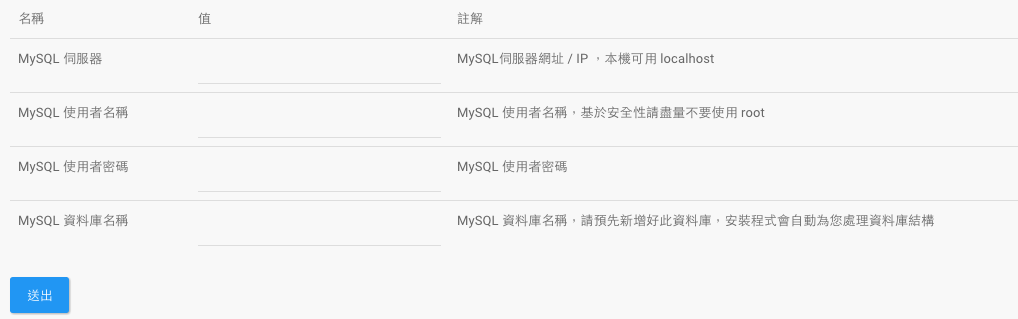 名稱 值 註解
MySQL 伺服器 MySQL伺服器網址 / IP ，本機可用 localhost
MySQL 使用者名稱 MySQL 使用者名稱，基於安全性請盡量不要使用 root
MySQL 使用者密碼 MySQL 使用者密碼
MySQL 資料庫名稱 MySQL 資料庫名稱，請預先新增好此資料庫，安裝程式會自動為您處理資料庫結構
送出